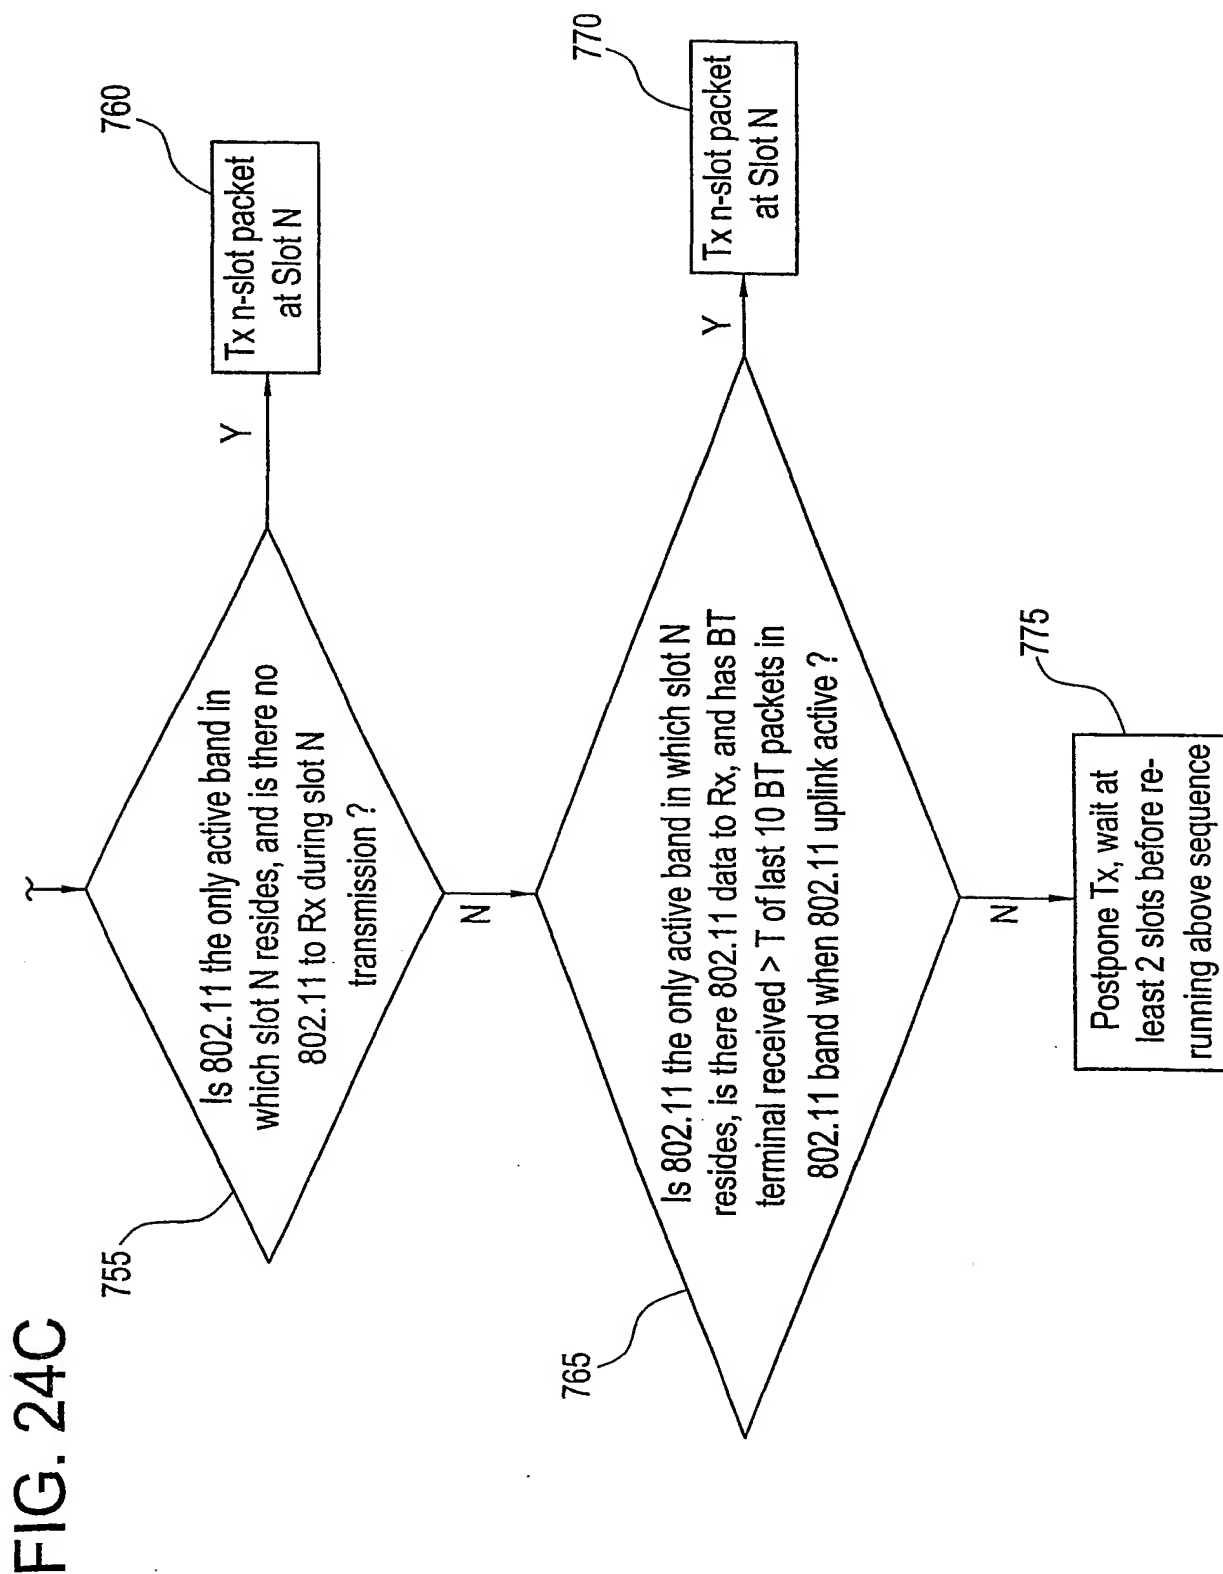 FIG. 24C
755
Is 802.11 the only active band in
which slot N resides, and is there no
802.11 to Rx during slot N
transmission ?
Y
760
Tx n-slot packet
at Slot N
N
765
Is 802.11 the only active band in which slot N
resides, is there 802.11 data to Rx, and has BT
terminal received > T of last 10 BT packets in
802.11 band when 802.11 uplink active ?
Y
770
Tx n-slot packet
at Slot N
N
775
Postpone Tx, wait at
least 2 slots before re-
running above sequence